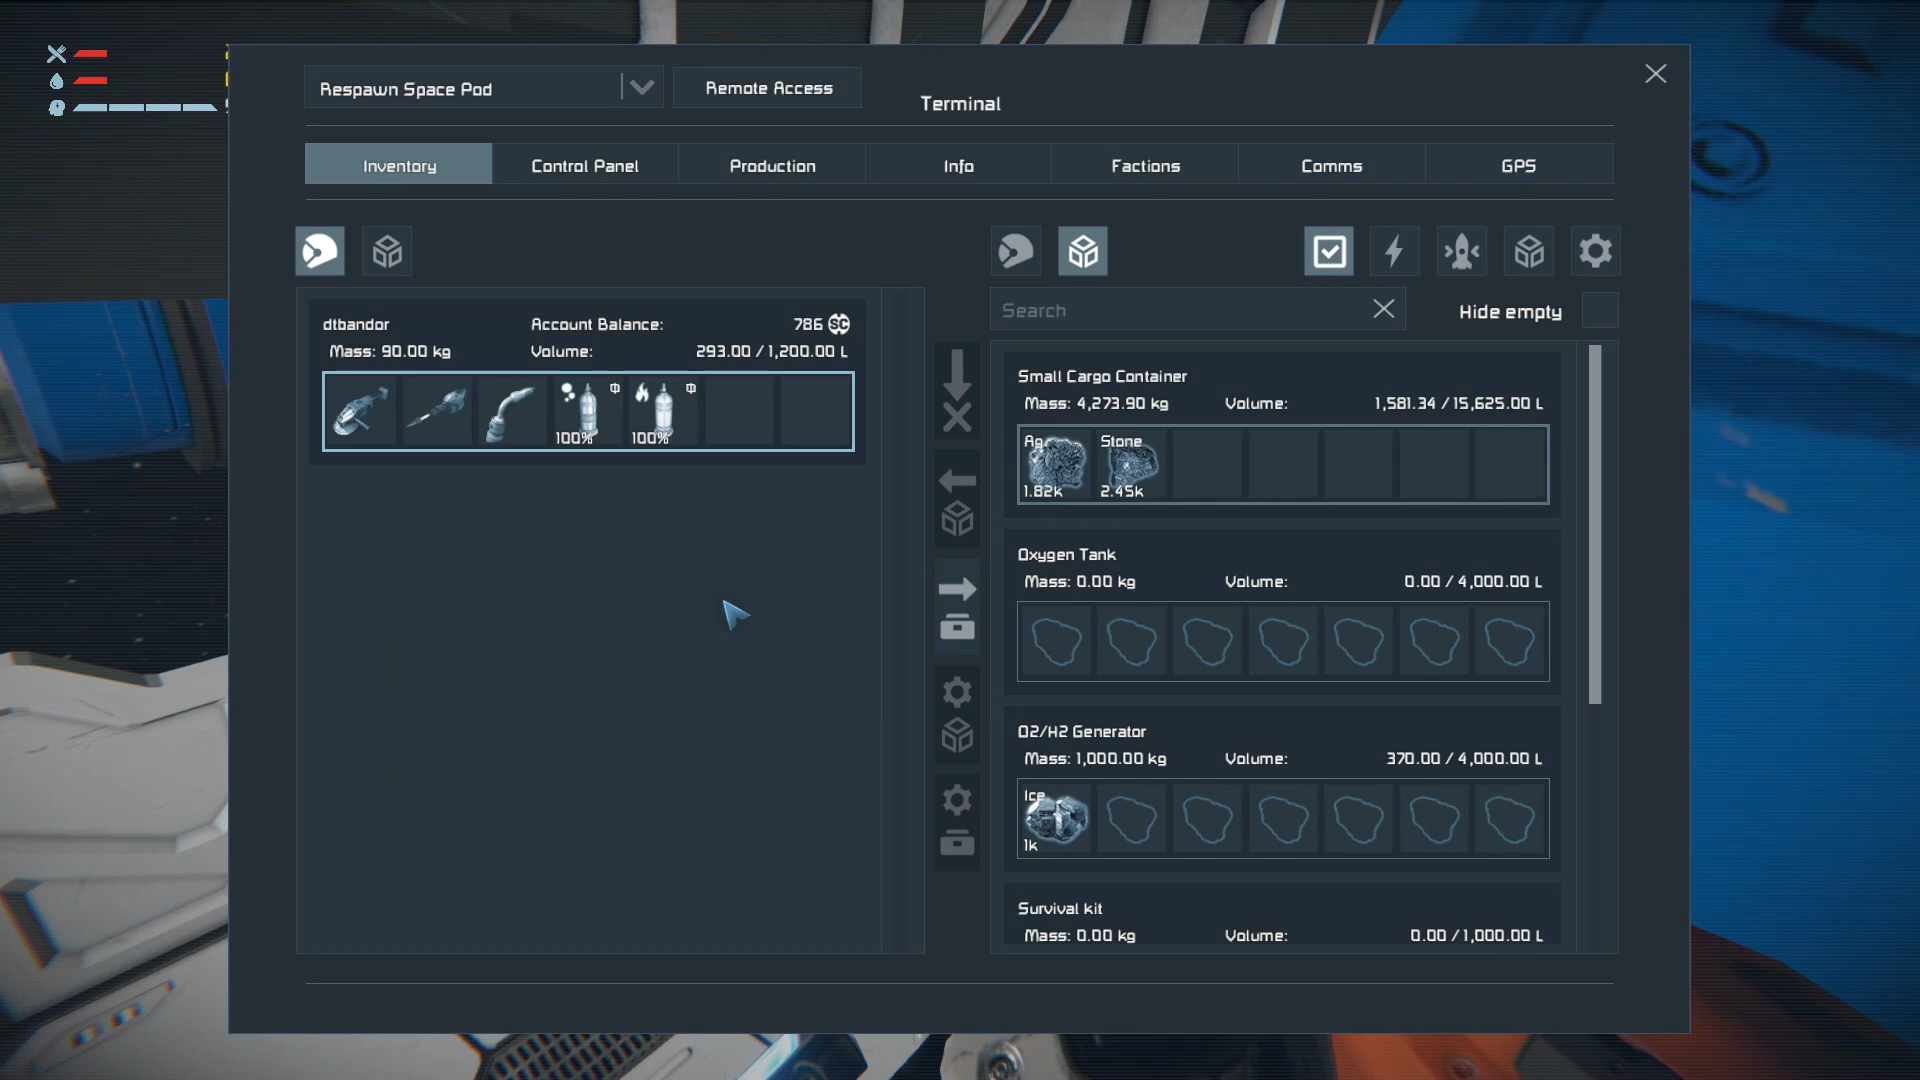 Respawn Space Pod
Remote Access
Terminal
Inventory
Control Panel
Production
Info
Factions
Comms
GPS
Search
Hide empty
dtbandor
Account Balance:
786 SC
Mass: 90.00 kg
Volume:
293.00 / 1,200.00 L
100%
100%
Small Cargo Container
Mass: 4,273.90 kg
Volume:
1,581.34 / 15,625.00 L
Ag
Stone
1.82k
2.45k
Oxygen Tank
Mass: 0.00 kg
Volume:
0.00 / 4,000.00 L
O2/H2 Generator
Mass: 1,000.00 kg
Volume:
370.00 / 4,000.00 L
Ice
1k
Survival kit
Mass: 0.00 kg
Volume:
0.00 / 1,000.00 L